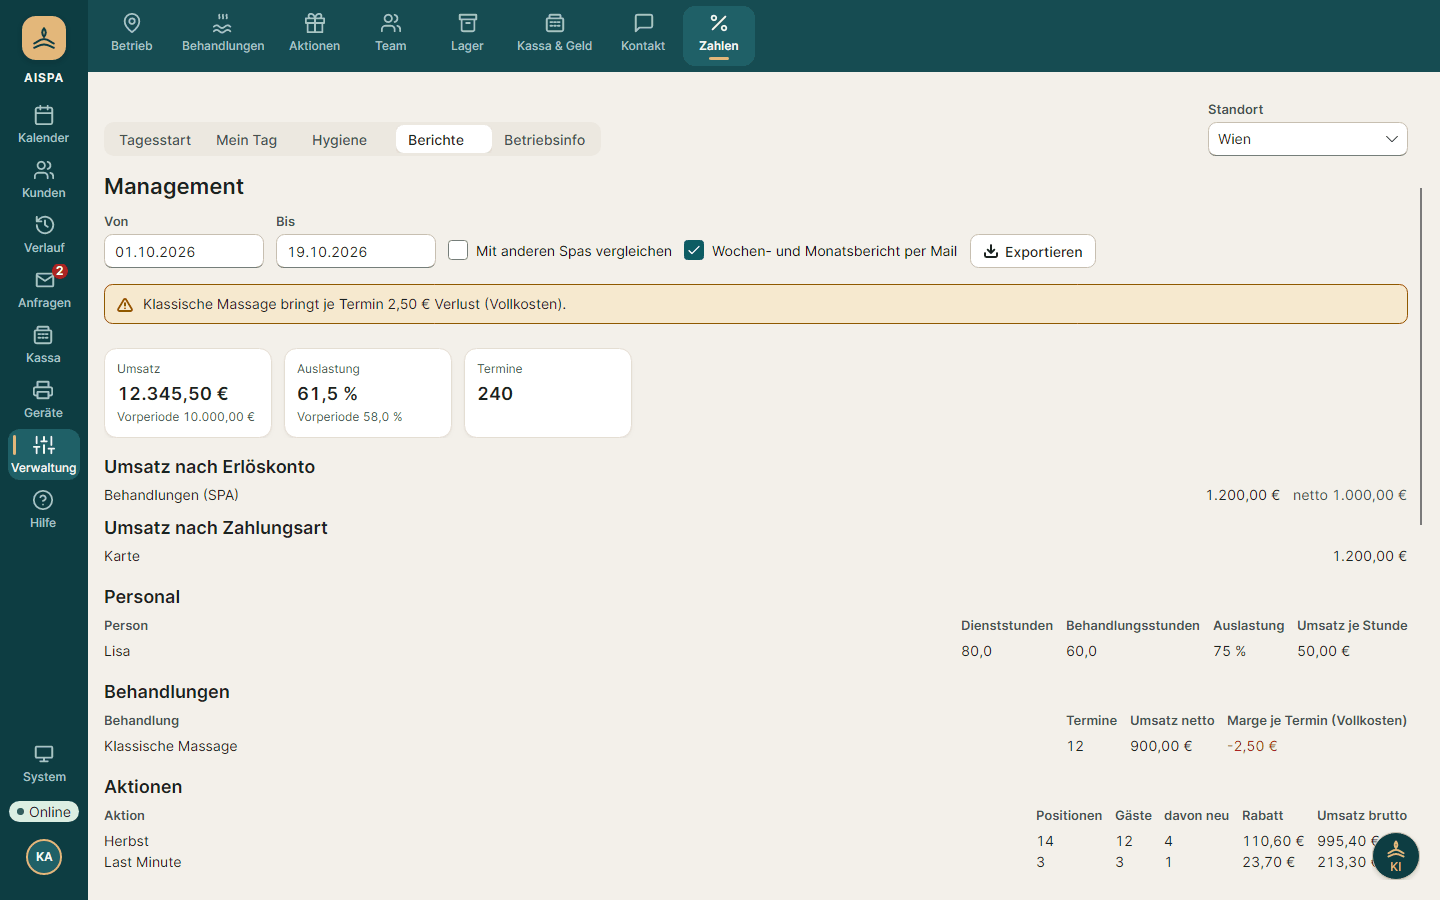 AISPA
Kalender
Kunden
Verlauf
2
Anfragen
Kassa
Geräte
Verwaltung
Hilfe
System
Online
KA
Betrieb
Behandlungen
Aktionen
Team
Lager
Kassa & Geld
Kontakt
Zahlen
Standort
Wien
Tagesstart
Mein Tag
Hygiene
Berichte
Betriebsinfo
Management
Von
Bis
01.10.2026
19.10.2026
Mit anderen Spas vergleichen
Wochen- und Monatsbericht per Mail
Exportieren
Klassische Massage bringt je Termin 2,50 € Verlust (Vollkosten).
Umsatz
12.345,50 €
Vorperiode 10.000,00 €
Auslastung
61,5 %
Vorperiode 58,0 %
Termine
240
Umsatz nach Erlöskonto
Behandlungen (SPA) 1.200,00 € netto 1.000,00 €
Umsatz nach Zahlungsart
Karte 1.200,00 €
Personal
Person Dienststunden Behandlungsstunden Auslastung Umsatz je Stunde
Lisa 80,0 60,0 75 % 50,00 €
Behandlungen
Behandlung Termine Umsatz netto Marge je Termin (Vollkosten)
Klassische Massage 12 900,00 € -2,50 €
Aktionen
Aktion Positionen Gäste davon neu Rabatt Umsatz brutto
Herbst 14 12 4 110,60 € 995,40 €
Last Minute 3 3 1 23,70 € 213,30 €
KI